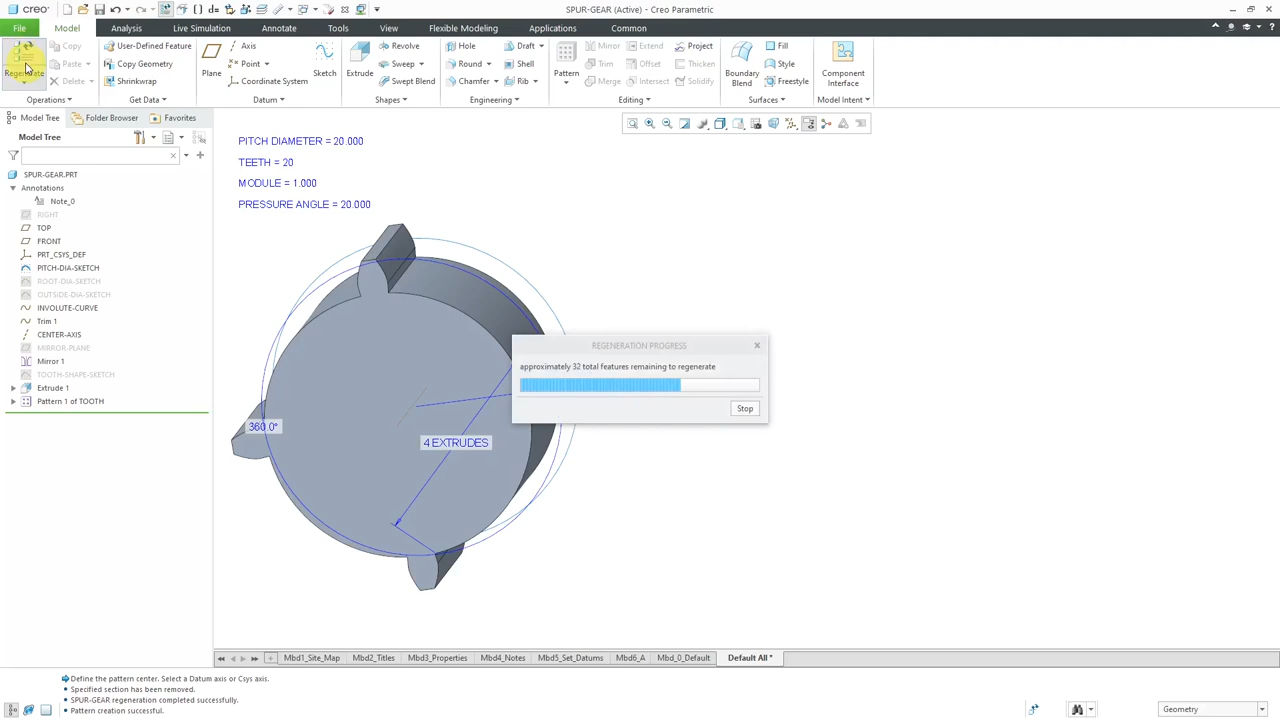 creo
SPUR-GEAR (Active) - Creo Parametric
File
Model
Analysis
Live Simulation
Annotate
Tools
View
Flexible Modeling
Applications
Common
Regenerate
Copy
Paste
Delete
Operations
User-Defined Feature
Copy Geometry
Shrinkwrap
Get Data
Plane
Axis
Point
Coordinate System
Sketch
Datum
Extrude
Revolve
Sweep
Swept Blend
Shapes
Hole
Round
Chamfer
Draft
Shell
Rib
Engineering
Pattern
Mirror
Trim
Merge
Extend
Offset
Intersect
Project
Thicken
Solidify
Editing
Boundary Blend
Fill
Style
Freestyle
Surfaces
Component Interface
Model Intent
Model Tree
Folder Browser
Favorites
Model Tree
SPUR-GEAR.PRT
Annotations
Note_0
RIGHT
TOP
FRONT
PRT_CSYS_DEF
PITCH-DIA-SKETCH
ROOT-DIA-SKETCH
OUTSIDE-DIA-SKETCH
INVOLUTE-CURVE
Trim 1
CENTER-AXIS
MIRROR-PLANE
Mirror 1
TOOTH-SHAPE-SKETCH
Extrude 1
Pattern 1 of TOOTH
PITCH DIAMETER = 20.000
TEETH = 20
MODULE = 1.000
PRESSURE ANGLE = 20.000
360.0°
4 EXTRUDES
REGENERATION PROGRESS
approximately 32 total features remaining to regenerate
Stop
Mbd1_Site_Map
Mbd2_Titles
Mbd3_Properties
Mbd4_Notes
Mbd5_Set_Datums
Mbd6_A
Mbd_0_Default
Default All *
Define the pattern center. Select a Datum axis or Csys axis.
• Specified section has been removed.
• SPUR-GEAR regeneration completed successfully.
• Pattern creation successful.
Geometry